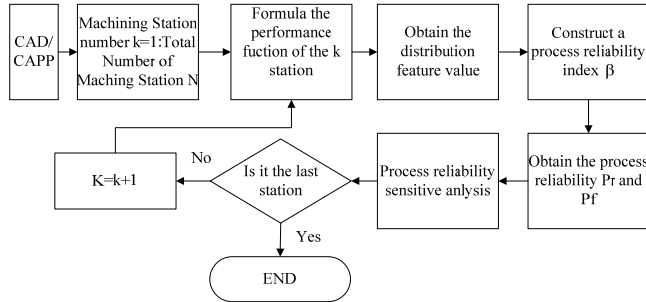 CAD/
CAPP
Machining Station
number k=1:Total
Number of
Maching Station N
Formula the
performance
fuction of the k
station
Obtain the
distribution
feature value
Construct a
process reliability
index β
Obtain the process
reliability Pr and
Pf
Process reliability
sensitive anlysis
Is it the last
station
No
K=k+1
Yes
END